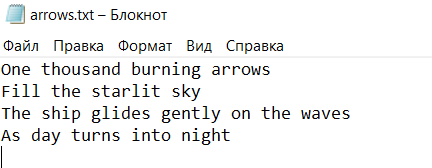 arrows.txt – Блокнот
Файл Правка Формат Вид Справка
One thousand burning arrows
Fill the starlit sky
The ship glides gently on the waves
As day turns into night